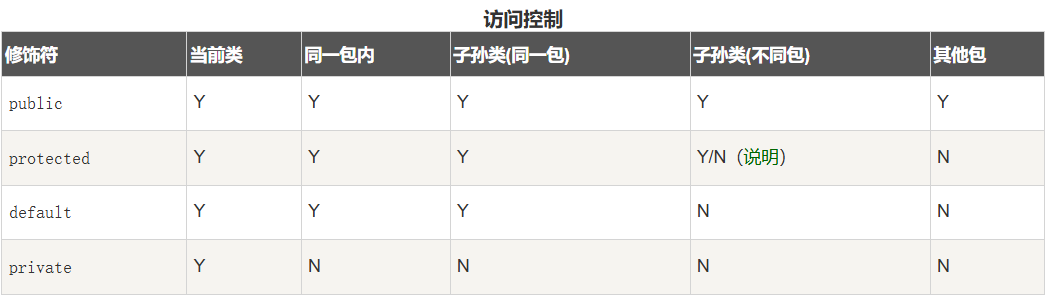 访问控制
修饰符 当前类 同一包内 子孙类(同一包) 子孙类(不同包) 其他包
public Y Y Y Y Y
protected Y Y Y Y/N（说明） N
default Y Y Y N N
private Y N N N N